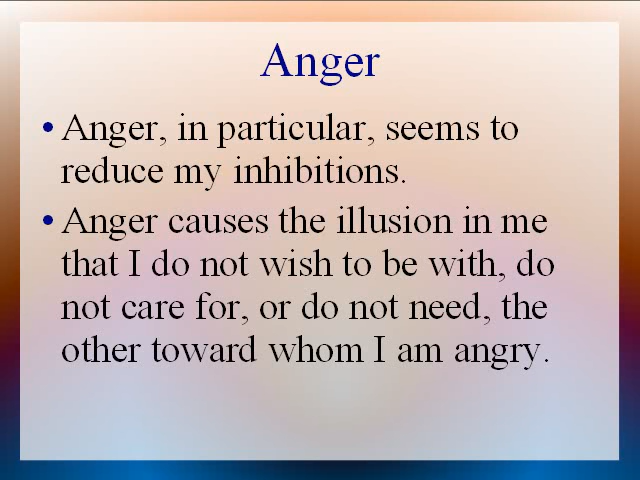 Anger
• Anger, in particular, seems to
reduce my inhibitions.
• Anger causes the illusion in me
that I do not wish to be with, do
not care for, or do not need, the
other toward whom I am angry.